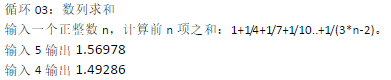 循环 03：数列求和
输入一个正整数 n，计算前 n 项之和：1+1/4+1/7+1/10..+1/(3*n-2)。
输入 5 输出 1.56978
输入 4 输出 1.49286